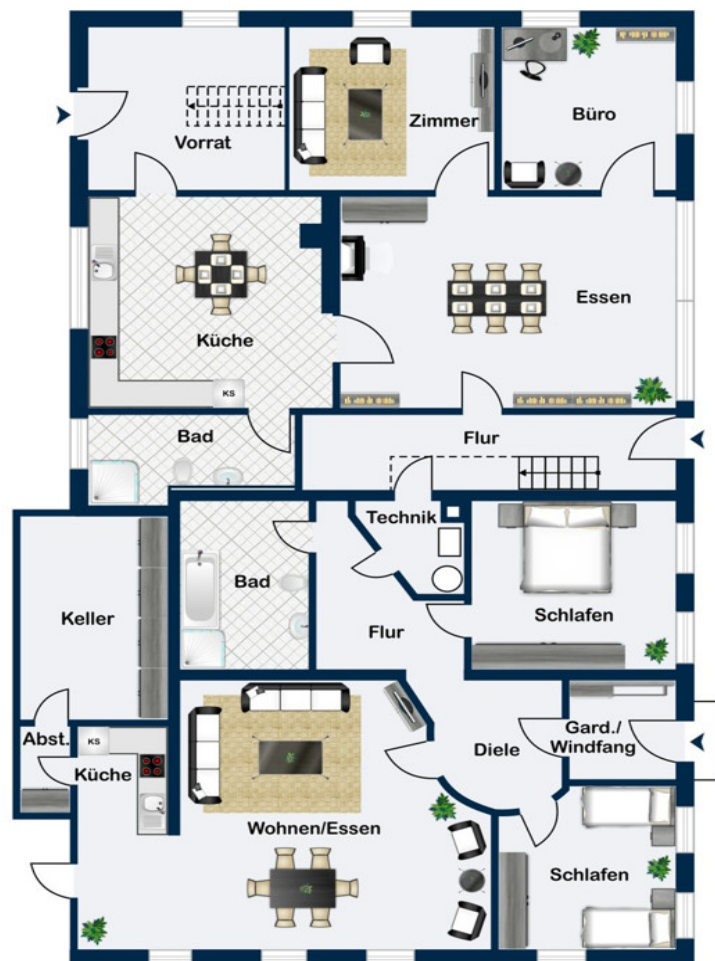 Vorrat
Zimmer
Büro
Küche
Essen
KS
Bad
Flur
Technik
Keller
Bad
Schlafen
Flur
Abst.
KS
Küche
Diele
Gard./
Windfang
Wohnen/Essen
Schlafen